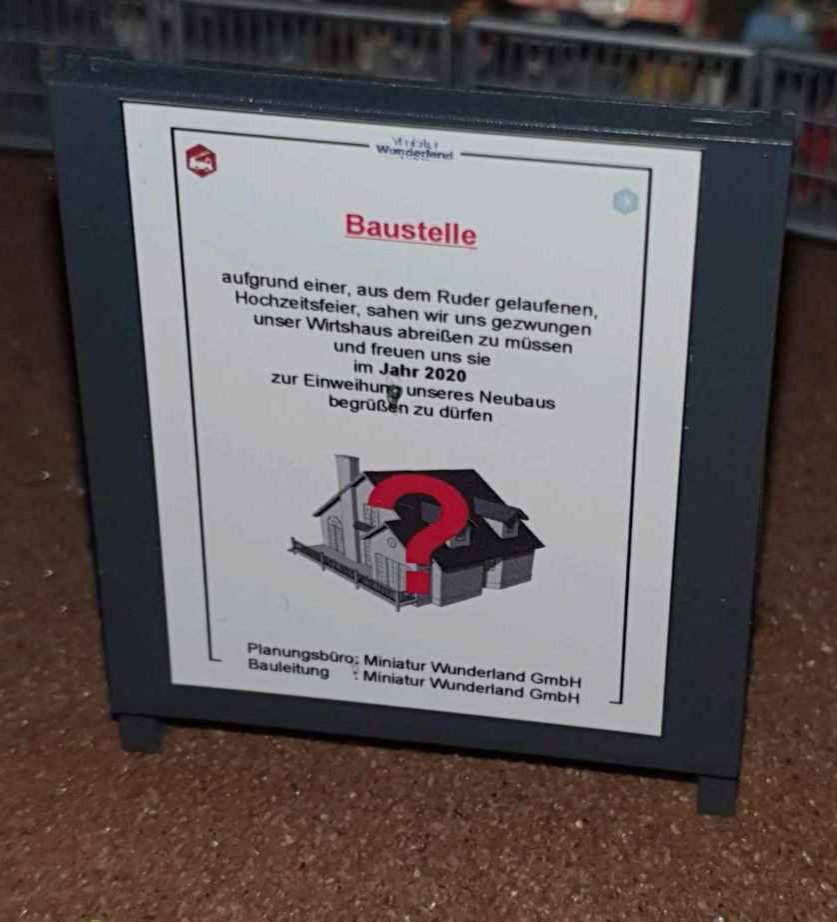 Miniatur
Wunderland
Baustelle
aufgrund einer, aus dem Ruder gelaufenen,
Hochzeitsfeier, sahen wir uns gezwungen
unser Wirtshaus abreißen zu müssen
und freuen uns sie
im Jahr 2020
zur Einweihung unseres Neubaus
begrüßen zu dürfen
?
Planungsbüro: Miniatur Wunderland GmbH
Bauleitung : Miniatur Wunderland GmbH